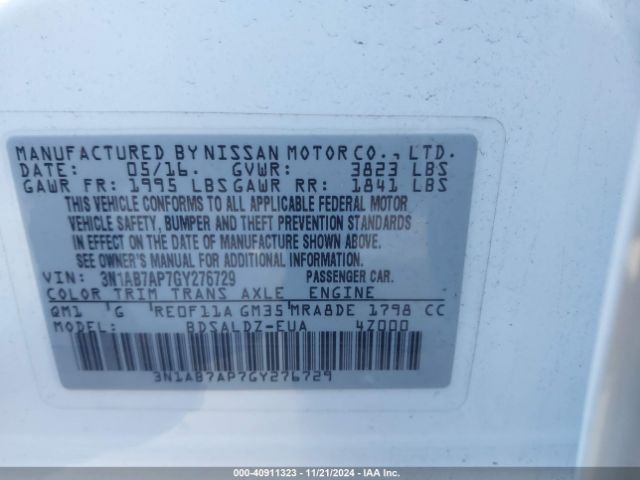 MANUFACTURED BY NISSAN MOTOR CO., LTD.
DATE: 05/16. GVWR: 3823 LBS
GAWR FR: 1995 LBS GAWR RR: 1841 LBS
THIS VEHICLE CONFORMS TO ALL APPLICABLE FEDERAL MOTOR
VEHICLE SAFETY, BUMPER AND THEFT PREVENTION STANDARDS
IN EFFECT ON THE DATE OF MANUFACTURE SHOWN ABOVE.
SEE OWNER'S MANUAL FOR ADDITIONAL INFORMATION.
VIN: 3N1AB7AP7GY276729 PASSENGER CAR.
COLOR TRIM TRANS AXLE ENGINE
QM1 G RE0F11A GM35 MRA8DE 1798 CC
MODEL: BDSALDZ-EUA 4Z000
3N1AB7AP7GY276729
000-40911323 - 11/21/2024 - IAA Inc.